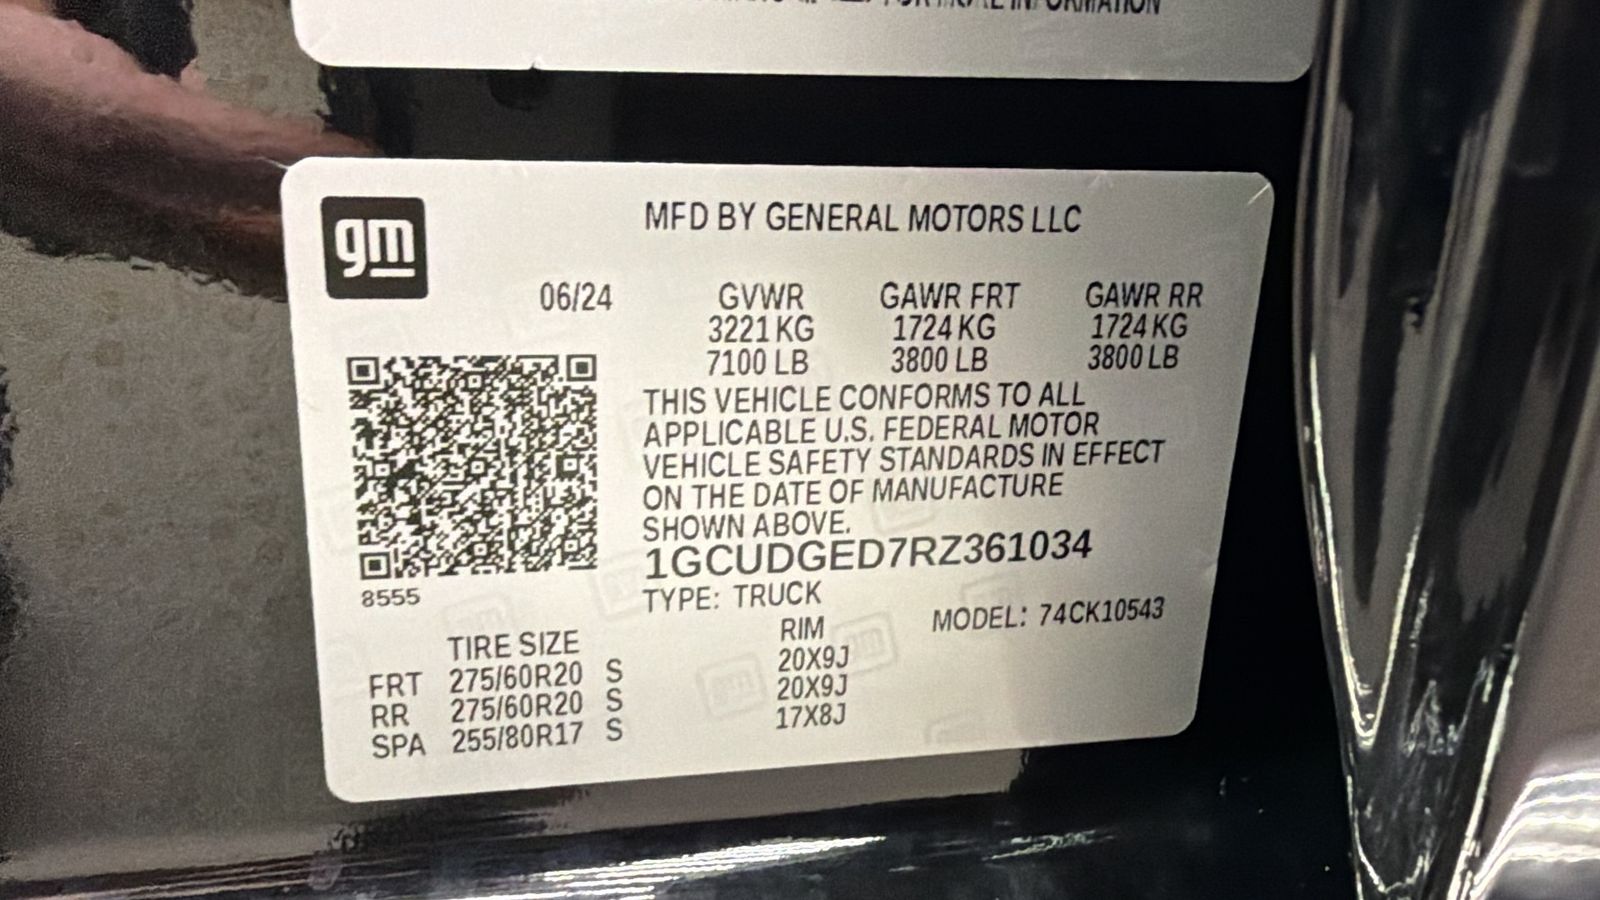 FOR MORE INFORMATION
gm
MFD BY GENERAL MOTORS LLC
06/24 GVWR GAWR FRT GAWR RR
3221 KG 1724 KG 1724 KG
7100 LB 3800 LB 3800 LB
THIS VEHICLE CONFORMS TO ALL
APPLICABLE U.S. FEDERAL MOTOR
VEHICLE SAFETY STANDARDS IN EFFECT
ON THE DATE OF MANUFACTURE
SHOWN ABOVE.
1GCUDGED7RZ361034
8555
TYPE: TRUCK
MODEL: 74CK10543
TIRE SIZE RIM
FRT 275/60R20 S 20X9J
RR 275/60R20 S 20X9J
SPA 255/80R17 S 17X8J